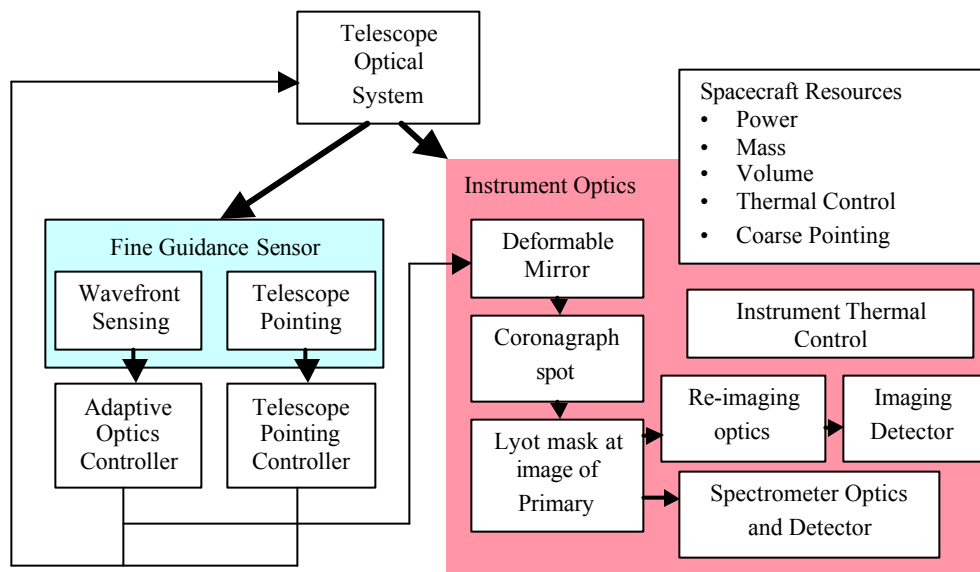 Telescope
Optical
System
Spacecraft Resources
• Power
• Mass
• Volume
• Thermal Control
• Coarse Pointing
Fine Guidance Sensor
Wavefront
Sensing
Telescope
Pointing
Adaptive
Optics
Controller
Telescope
Pointing
Controller
Instrument Optics
Deformable
Mirror
Coronagraph
spot
Lyot mask at
image of
Primary
Instrument Thermal
Control
Re-imaging
optics
Imaging
Detector
Spectrometer Optics
and Detector